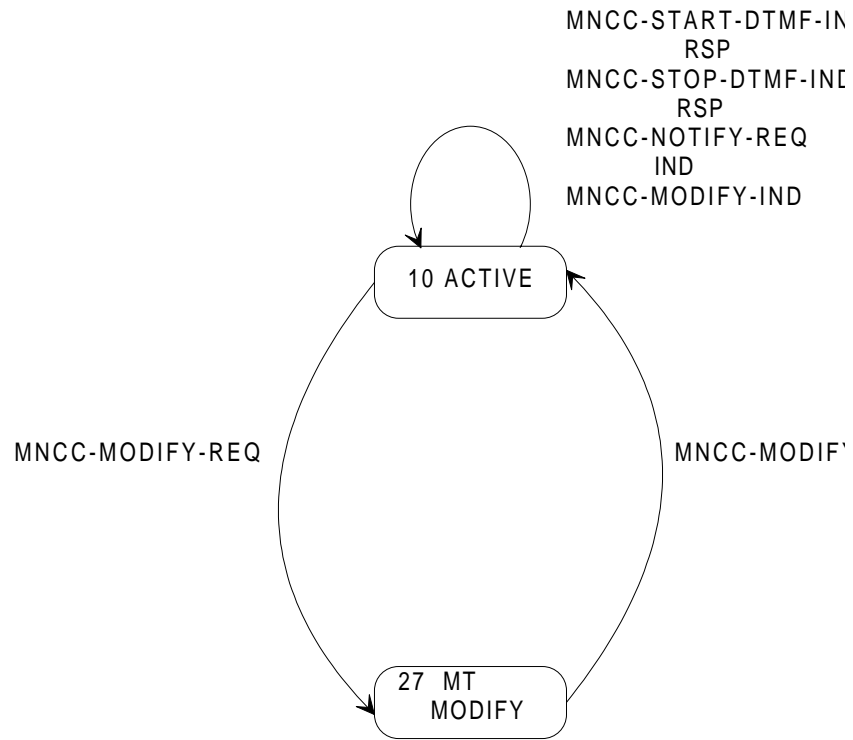 MNCC-START-DTMF-IN
RSP
MNCC-STOP-DTMF-IND
RSP
MNCC-NOTIFY-REQ
IND
MNCC-MODIFY-IND
10 ACTIVE
MNCC-MODIFY-REQ
MNCC-MODIFY
27 MT
MODIFY